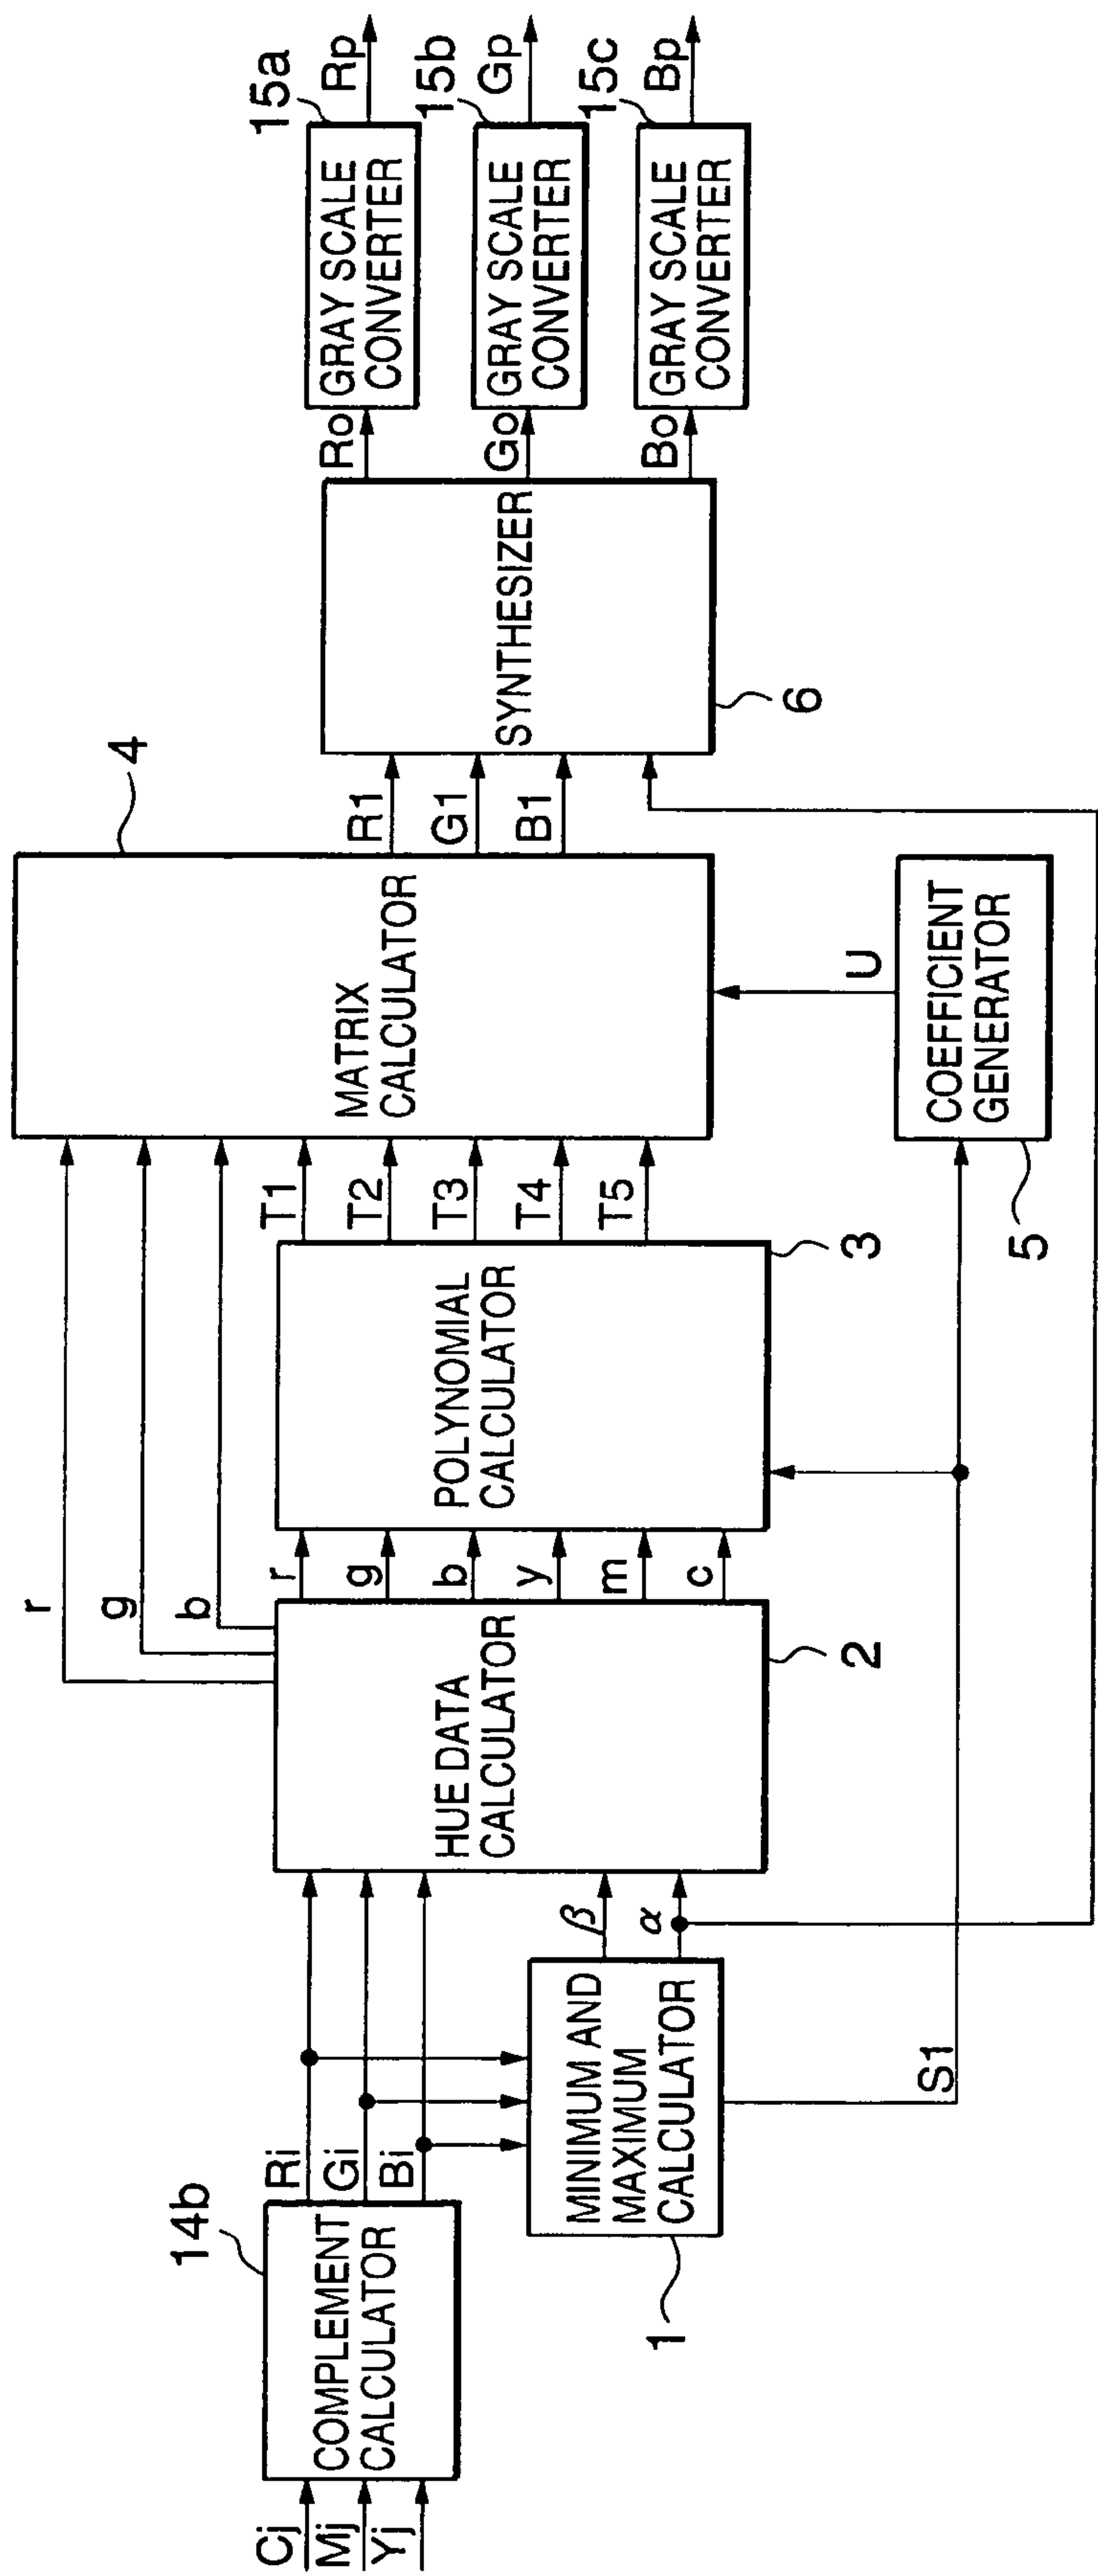 Cj
Mj
Yj
14b
COMPLEMENT
CALCULATOR
Ri
Gi
Bi
1
MINIMUM AND
MAXIMUM
CALCULATOR
β
α
S1
HUE DATA
CALCULATOR
2
r
g
b
r
g
b
y
m
c
POLYNOMIAL
CALCULATOR
3
T1
T2
T3
T4
T5
MATRIX
CALCULATOR
4
U
COEFFICIENT
GENERATOR
5
R1
G1
B1
SYNTHESIZER
6
Ro
Go
Bo
GRAY SCALE
CONVERTER
15a
Rp
GRAY SCALE
CONVERTER
15b
Gp
GRAY SCALE
CONVERTER
15c
Bp